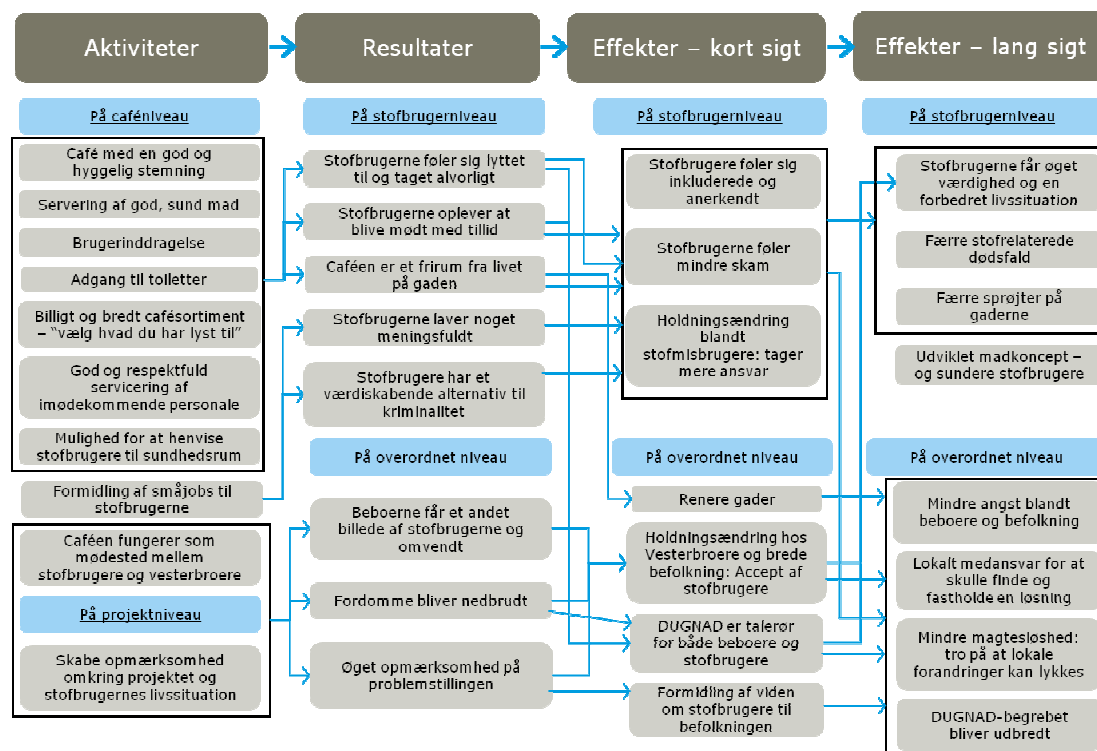 Aktiviteter
Resultater
Effekter – kort sigt
Effekter – lang sigt
På caféniveau
Café med en god og
hyggelig stemning
Servering af god, sund mad
Brugerinddragelse
Adgang til toiletter
Billigt og bredt cafésortiment
– “vælg hvad du har lyst til”
God og respektfuld
servicering af
imødekommende personale
Mulighed for at henvise
stofbrugere til sundhedsrum
Formidling af småjobs til
stofbrugerne
Caféen fungerer som
mødested mellem
stofbrugere og vesterbroere
På projektniveau
Skabe opmærksomhed
omkring projektet og
stofbrugernes livssituation
På stofbrugerniveau
Stofbrugerne føler sig lyttet
til og taget alvorligt
Stofbrugerne oplever at
blive mødt med tillid
Caféen er et frirum fra livet
på gaden
Stofbrugerne laver noget
meningsfuldt
Stofbrugere har et
værdiskabende alternativ til
kriminalitet
På overordnet niveau
Beboerne får et andet
billede af stofbrugerne og
omvendt
Fordomme bliver nedbrudt
Øget opmærksomhed på
problemstillingen
På stofbrugerniveau
Stofbrugere føler sig
inkluderede og
anerkendt
Stofbrugerne føler
mindre skam
Holdningsændring
blandt
stofmisbrugere: tager
mere ansvar
På overordnet niveau
Renere gader
Holdningsændring hos
Vesterbroere og brede
befolkning: Accept af
stofbrugere
DUGNAD er talerør
for både beboere og
stofbrugere
Formidling af viden
om stofbrugere til
befolkningen
På stofbrugerniveau
Stofbrugerne får øget
værdighed og en
forbedret livssituation
Færre stofrelaterede
dødsfald
Færre sprøjter på
gaderne
Udviklet madkoncept –
og sundere stofbrugere
På overordnet niveau
Mindre angst blandt
beboere og befolkning
Lokalt medansvar for at
skulle finde og
fastholde en løsning
Mindre magtesløshed:
tro på at lokale
forandringer kan lykkes
DUGNAD-begrebet
bliver udbredt